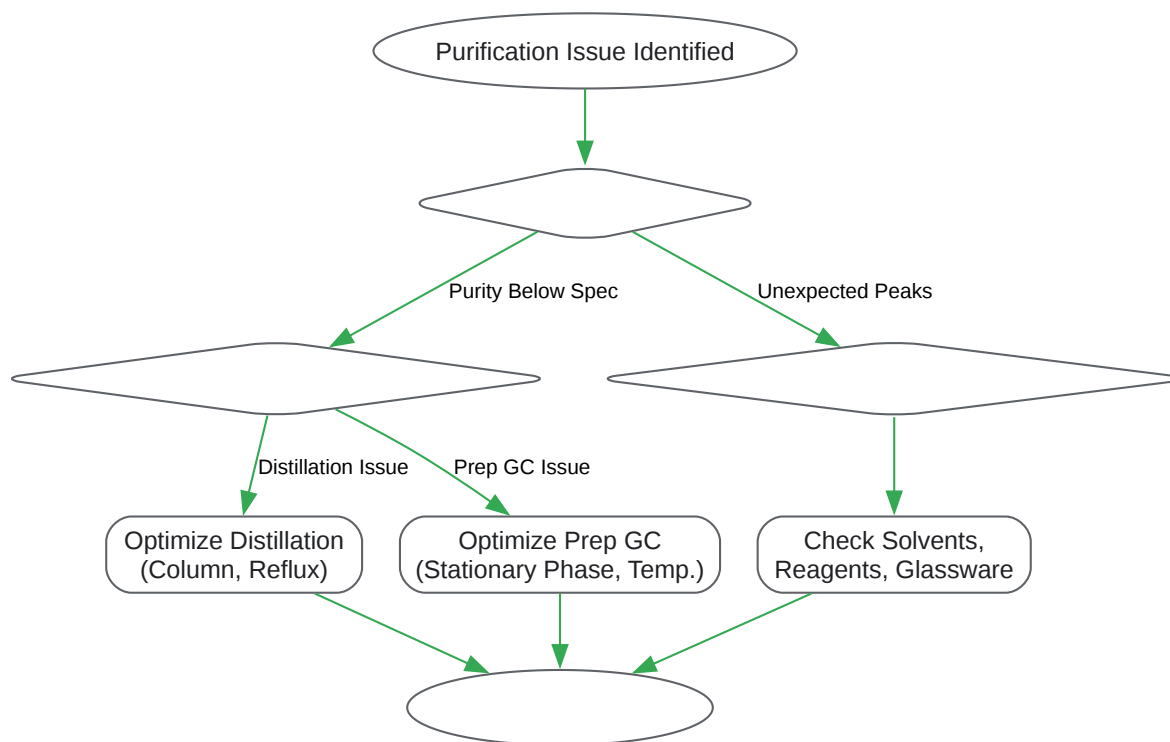 Purification Issue Identified
Purity Below Spec
Unexpected Peaks
Distillation Issue
Prep GC Issue
Optimize Distillation
(Column, Reflux)
Optimize Prep GC
(Stationary Phase, Temp.)
Check Solvents,
Reagents, Glassware